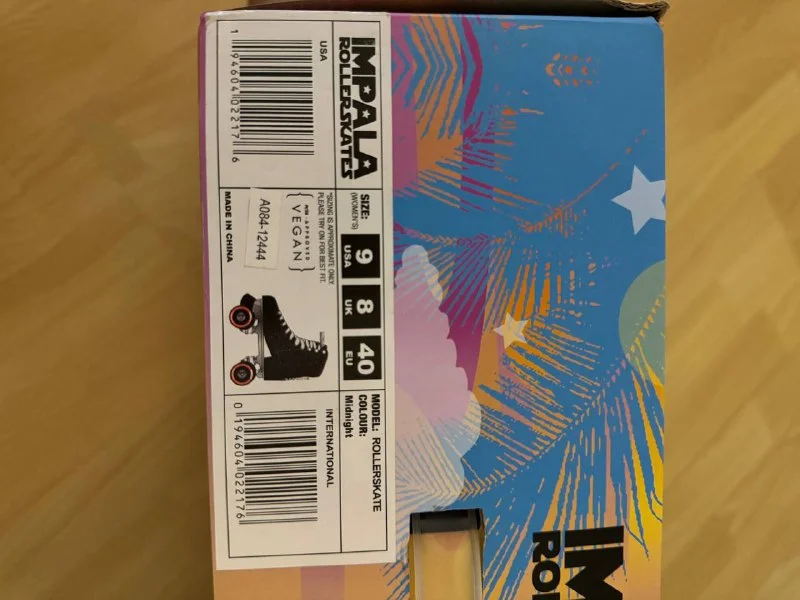 IMPALA
ROLLERSKATES
USA
1 94604 02217 6
SIZE:
(WOMEN'S)
9
USA
8
UK
40
EU
*SIZING IS APPROXIMATE ONLY.
PLEASE TRY ON FOR BEST FIT.
VEGAN
A084-12444
MADE IN CHINA
MODEL: ROLLERSKATE
COLOUR:
Midnight
INTERNATIONAL
0 194604 022176
IM
RO